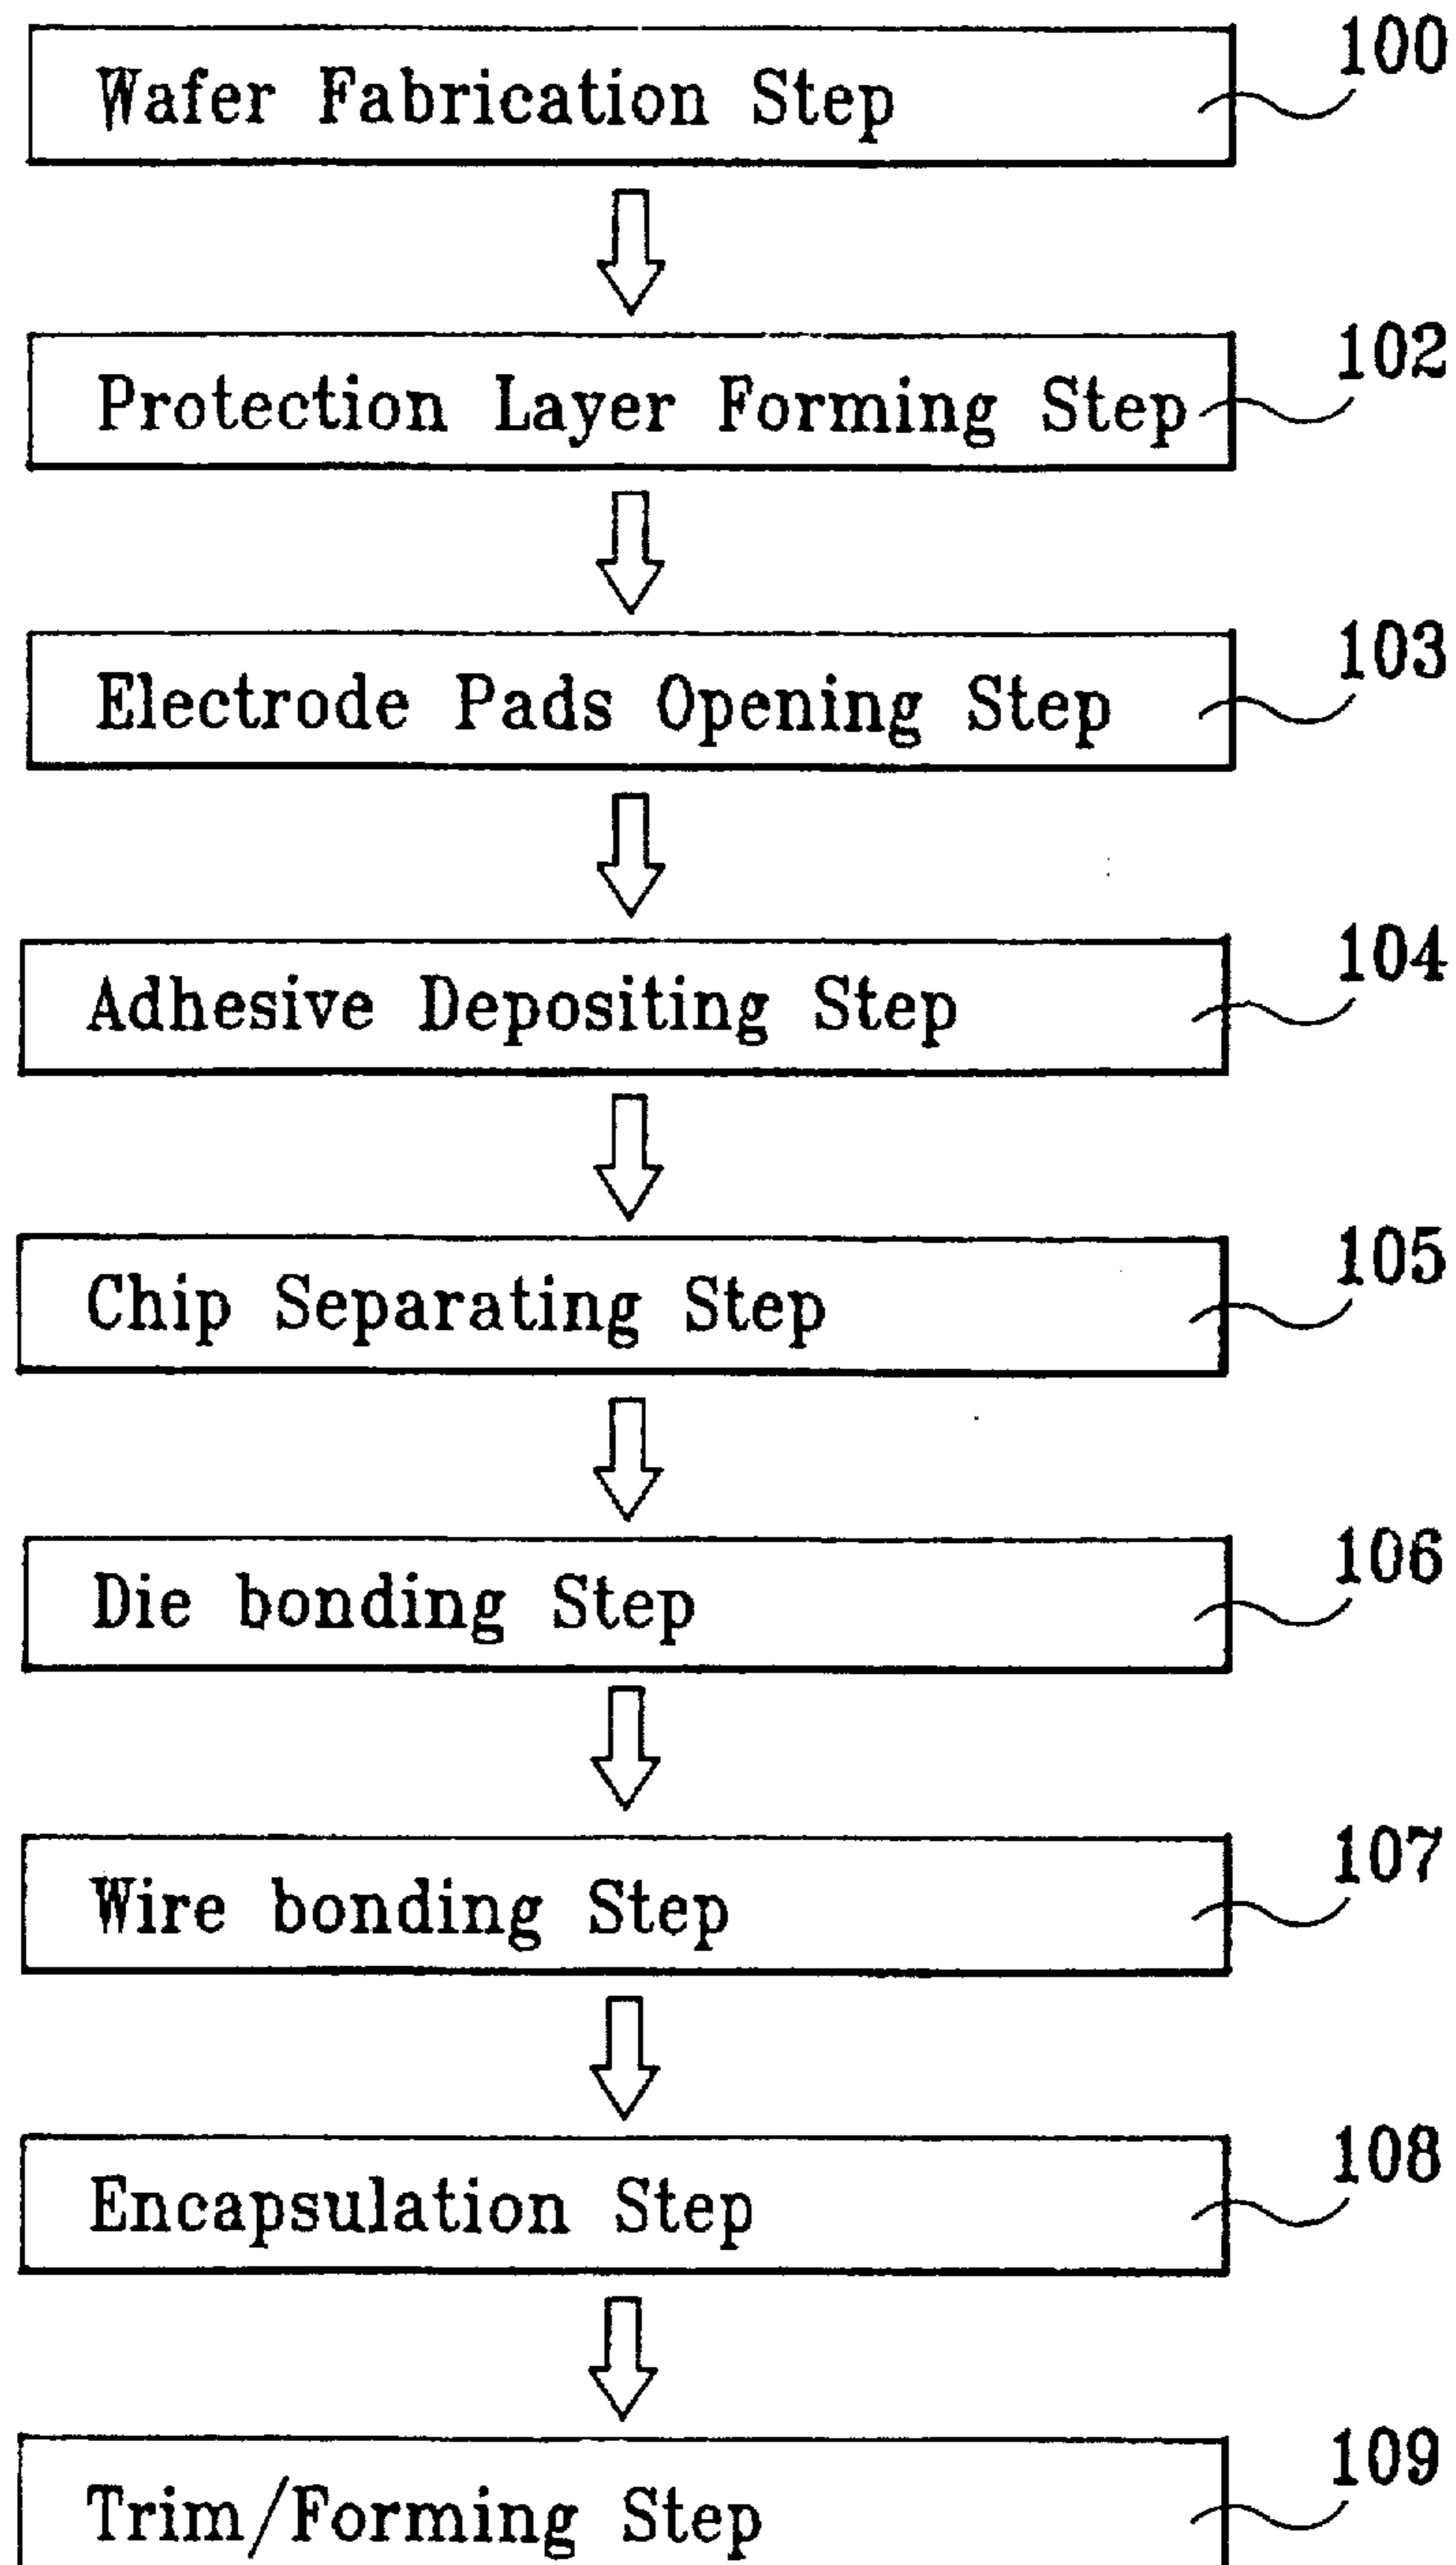 Wafer Fabrication Step 100
Protection Layer Forming Step 102
Electrode Pads Opening Step 103
Adhesive Depositing Step 104
Chip Separating Step 105
Die bonding Step 106
Wire bonding Step 107
Encapsulation Step 108
Trim/Forming Step 109